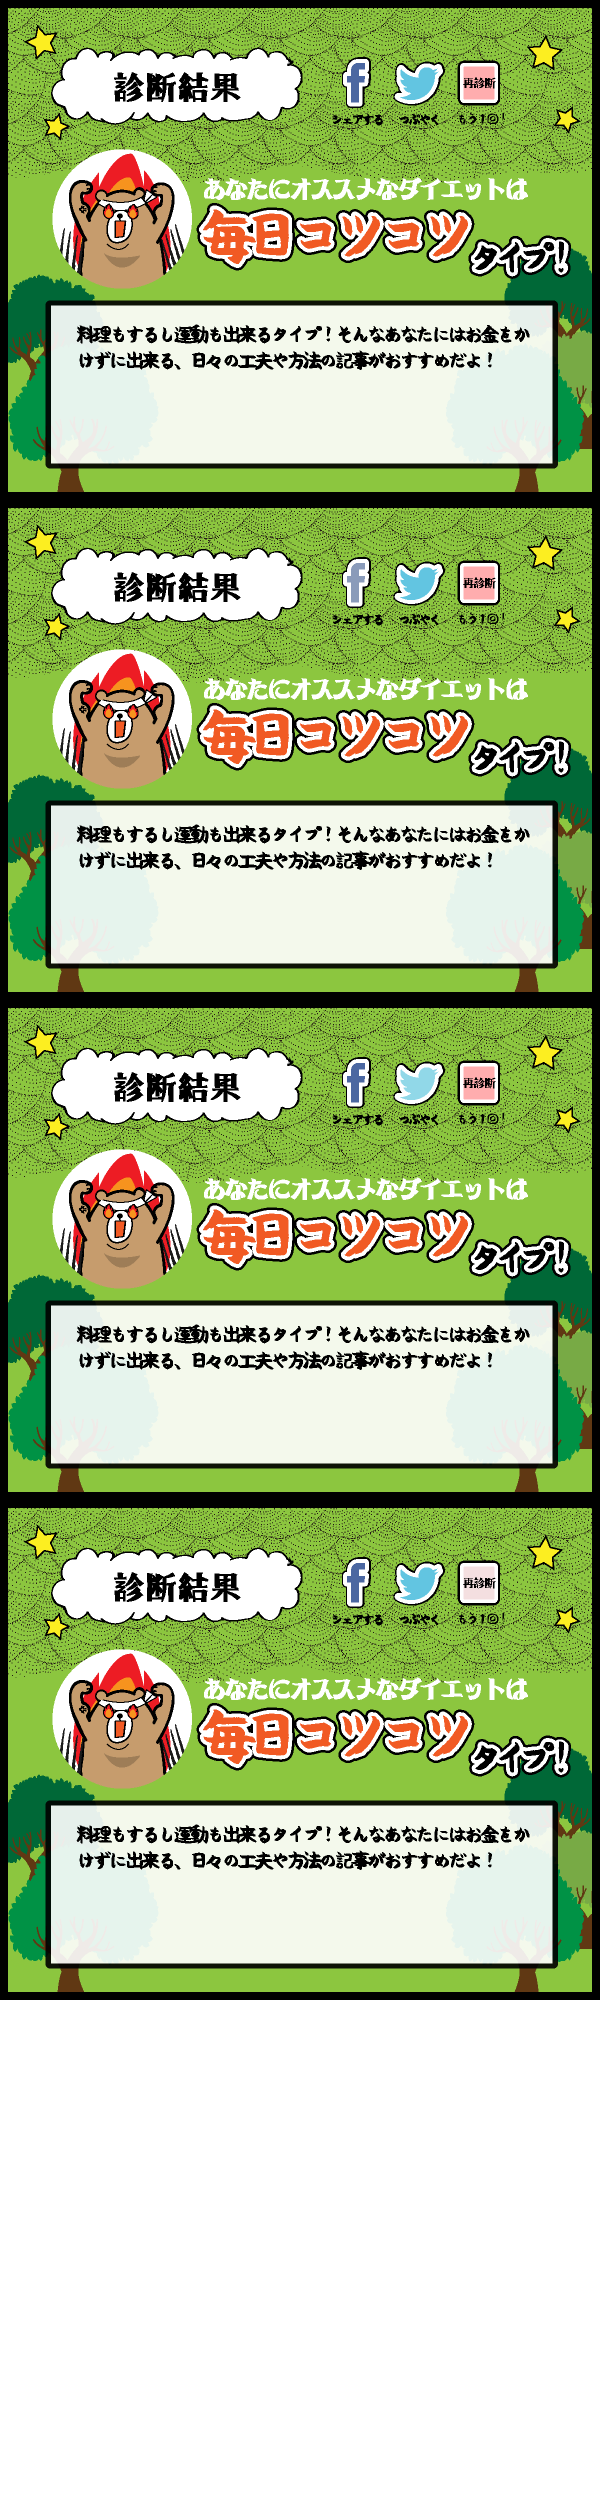 診断結果
再診断
シェアする つぶやく もう1回!
あなたにオススメなダイエットは
毎日コツコツ
タイプ!
料理もするし運動も出来るタイプ!そんなあなたにはお金をか
けずに出来る、日々の工夫や方法の記事がおすすめだよ!
診断結果
再診断
シェアする つぶやく もう1回!
あなたにオススメなダイエットは
毎日コツコツ
タイプ!
料理もするし運動も出来るタイプ!そんなあなたにはお金をか
けずに出来る、日々の工夫や方法の記事がおすすめだよ!
診断結果
再診断
シェアする つぶやく もう1回!
あなたにオススメなダイエットは
毎日コツコツ
タイプ!
料理もするし運動も出来るタイプ!そんなあなたにはお金をか
けずに出来る、日々の工夫や方法の記事がおすすめだよ!
診断結果
再診断
シェアする つぶやく もう1回!
あなたにオススメなダイエットは
毎日コツコツ
タイプ!
料理もするし運動も出来るタイプ!そんなあなたにはお金をか
けずに出来る、日々の工夫や方法の記事がおすすめだよ!